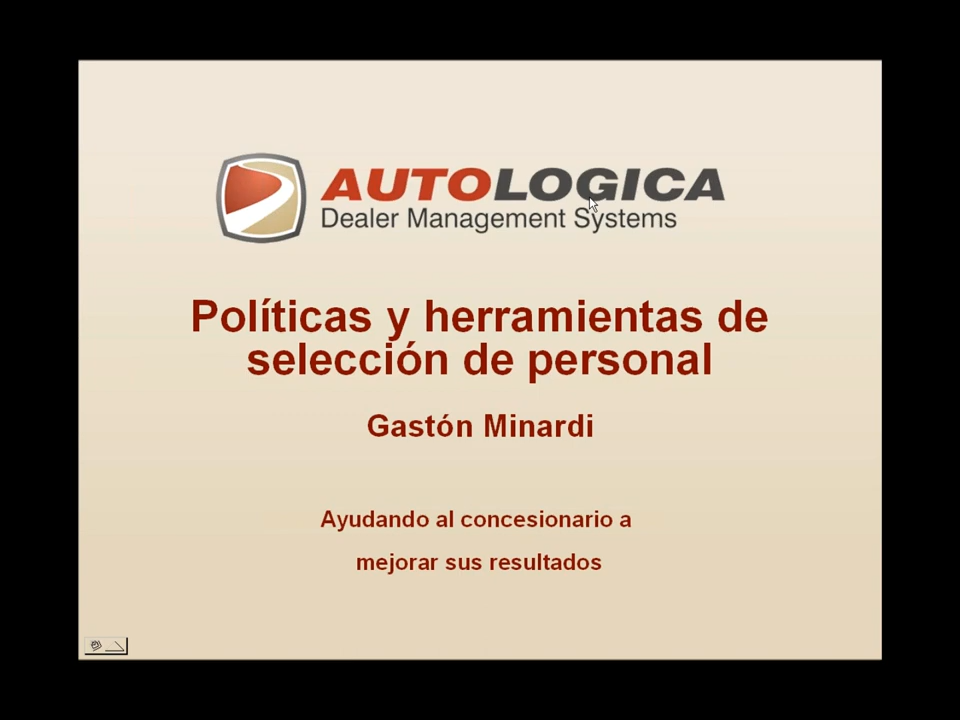 AUTOLOGICA
Dealer Management Systems
Políticas y herramientas de
selección de personal
Gastón Minardi
Ayudando al concesionario a
mejorar sus resultados